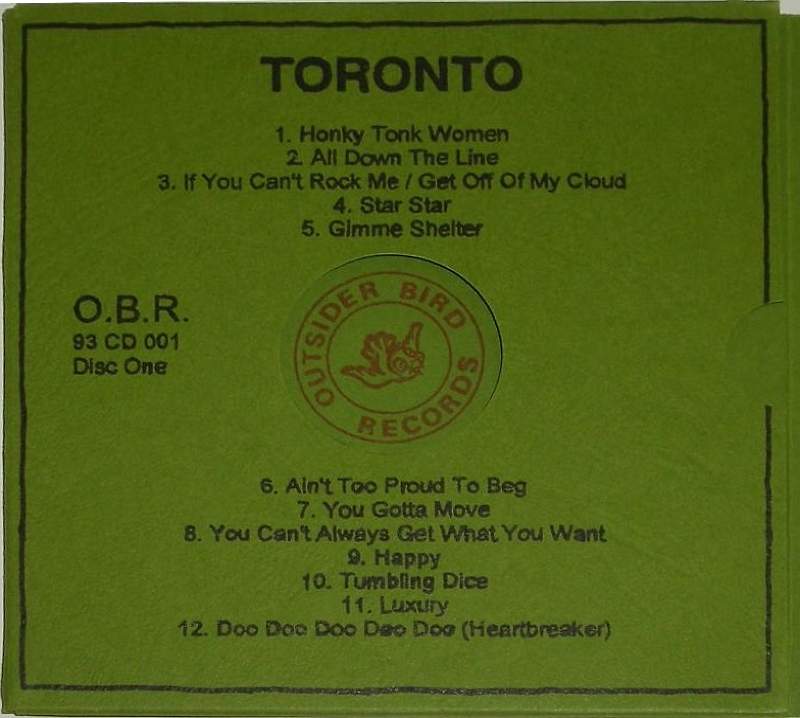 TORONTO
1. Honky Tonk Women
2. All Down The Line
3. If You Can't Rock Me / Get Off Of My Cloud
4. Star Star
5. Gimme Shelter
O.B.R.
93 CD 001
Disc One
OUTSIDER BIRD
RECORDS
6. Ain't Too Proud To Beg
7. You Gotta Move
8. You Can't Always Get What You Want
9. Happy
10. Tumbling Dice
11. Luxury
12. Doo Doo Doo Doo Doo (Heartbreaker)